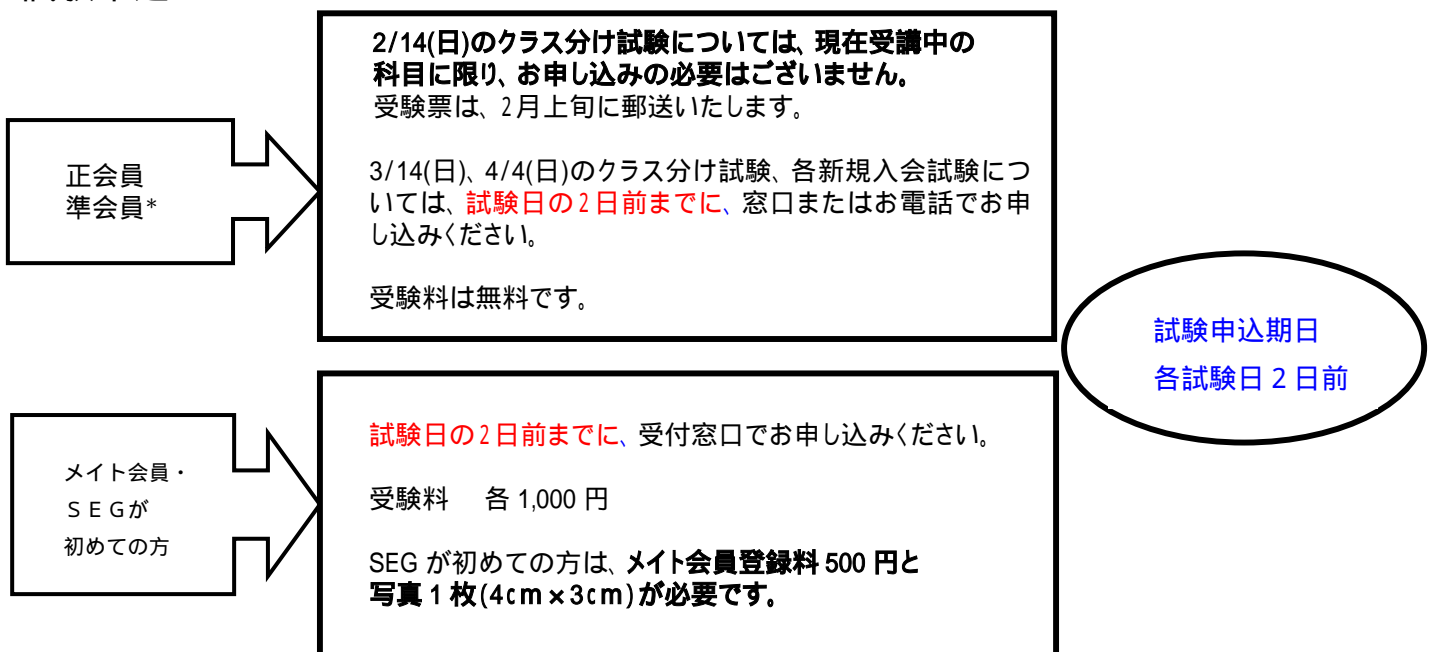 正会員
準会員*
2/14(日)のクラス分け試験については、現在受講中の
科目に限り、お申し込みの必要はございません。
受験票は、2月上旬に郵送いたします。
3/14(日)、4/4(日)のクラス分け試験、各新規入会試験につ
いては、試験日の2日前までに、窓口またはお電話でお申
し込みください。
受験料は無料です。
試験申込期日
各試験日2日前
メイト会員・
SEGが
初めての方
試験日の2日前までに、受付窓口でお申し込みください。
受験料　各 1,000 円
SEG が初めての方は、メイト会員登録料 500 円と
写真1枚(4cm×3cm)が必要です。